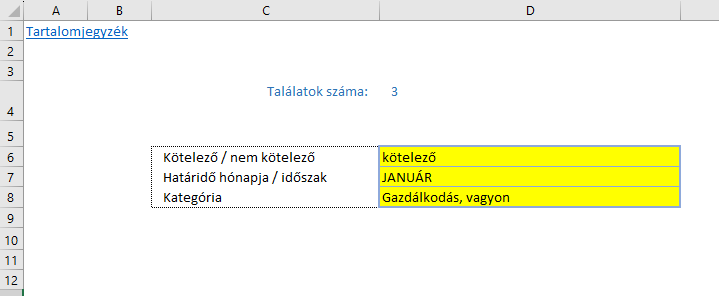 A B C D
1 Tartalomjegyzék
2
3
4 Találatok száma: 3
5
6 Kötelező / nem kötelező kötelező
7 Határidő hónapja / időszak JANUÁR
8 Kategória Gazdálkodás, vagyon
9
10
11
12